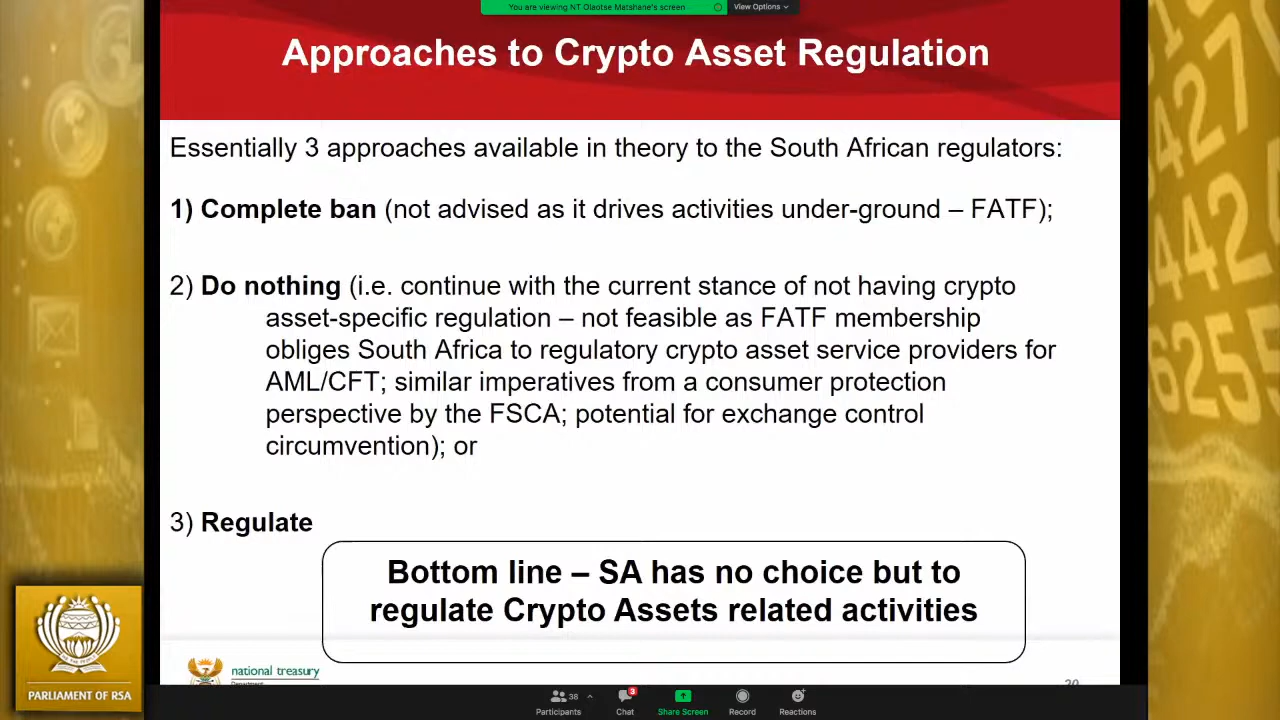 You are viewing NT Olaotse Matshane's screen
View Options
Approaches to Crypto Asset Regulation
Essentially 3 approaches available in theory to the South African regulators:
1) Complete ban (not advised as it drives activities under-ground – FATF);
2) Do nothing (i.e. continue with the current stance of not having crypto
asset-specific regulation – not feasible as FATF membership
obliges South Africa to regulatory crypto asset service providers for
AML/CFT; similar imperatives from a consumer protection
perspective by the FSCA; potential for exchange control
circumvention); or
3) Regulate
Bottom line – SA has no choice but to
regulate Crypto Assets related activities
national treasury
PARLIAMENT OF RSA
38
3
Participants
Chat
Share Screen
Record
Reactions